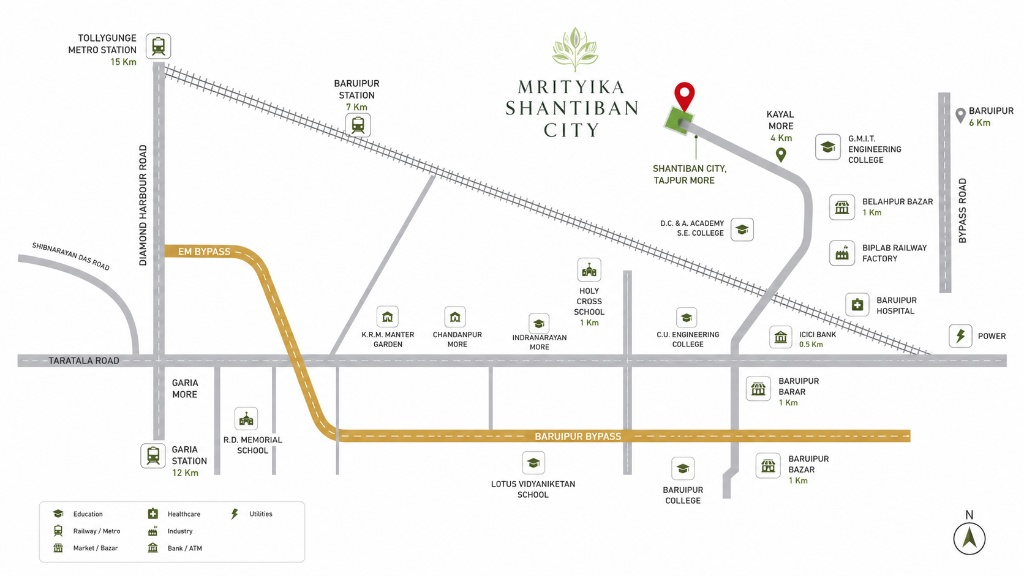 TOLLYGUNGE
METRO STATION
15 Km
BARUIPUR
STATION
7 Km
MRITYIKA
SHANTIBAN
CITY
SHANTIBAN CITY,
TAJPUR MORE
KAYAL
MORE
4 Km
G.M.I.T.
ENGINEERING
COLLEGE
BARUIPUR
6 Km
BELAHPUR BAZAR
1 Km
BYPASS ROAD
DIAMOND HARBOUR ROAD
D.C. & A. ACADEMY
S.E. COLLEGE
BIPLAB RAILWAY
FACTORY
SHIBNARAYAN DAS ROAD
EM BYPASS
HOLY
CROSS
SCHOOL
1 Km
BARUIPUR
HOSPITAL
K.R.M. MANTER
GARDEN
CHANDANPUR
MORE
INDRANARAYAN
MORE
C.U. ENGINEERING
COLLEGE
ICICI BANK
0.5 Km
POWER
TARATALA ROAD
GARIA
MORE
BARUIPUR
BARAR
1 Km
R.D. MEMORIAL
SCHOOL
BARUIPUR BYPASS
GARIA
STATION
12 Km
LOTUS VIDYANIKETAN
SCHOOL
BARUIPUR
COLLEGE
BARUIPUR
BAZAR
1 Km
Education
Healthcare
Utilities
Railway / Metro
Industry
Market / Bazar
Bank / ATM
N